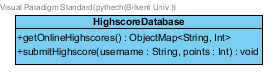 Visual Paradigm Standard(pythech(Bilkent Univ.))
HighscoreDatabase
+getOnlineHighscores() : ObjectMap<String, Int>
+submitHighscore(username : String, points : Int) : void